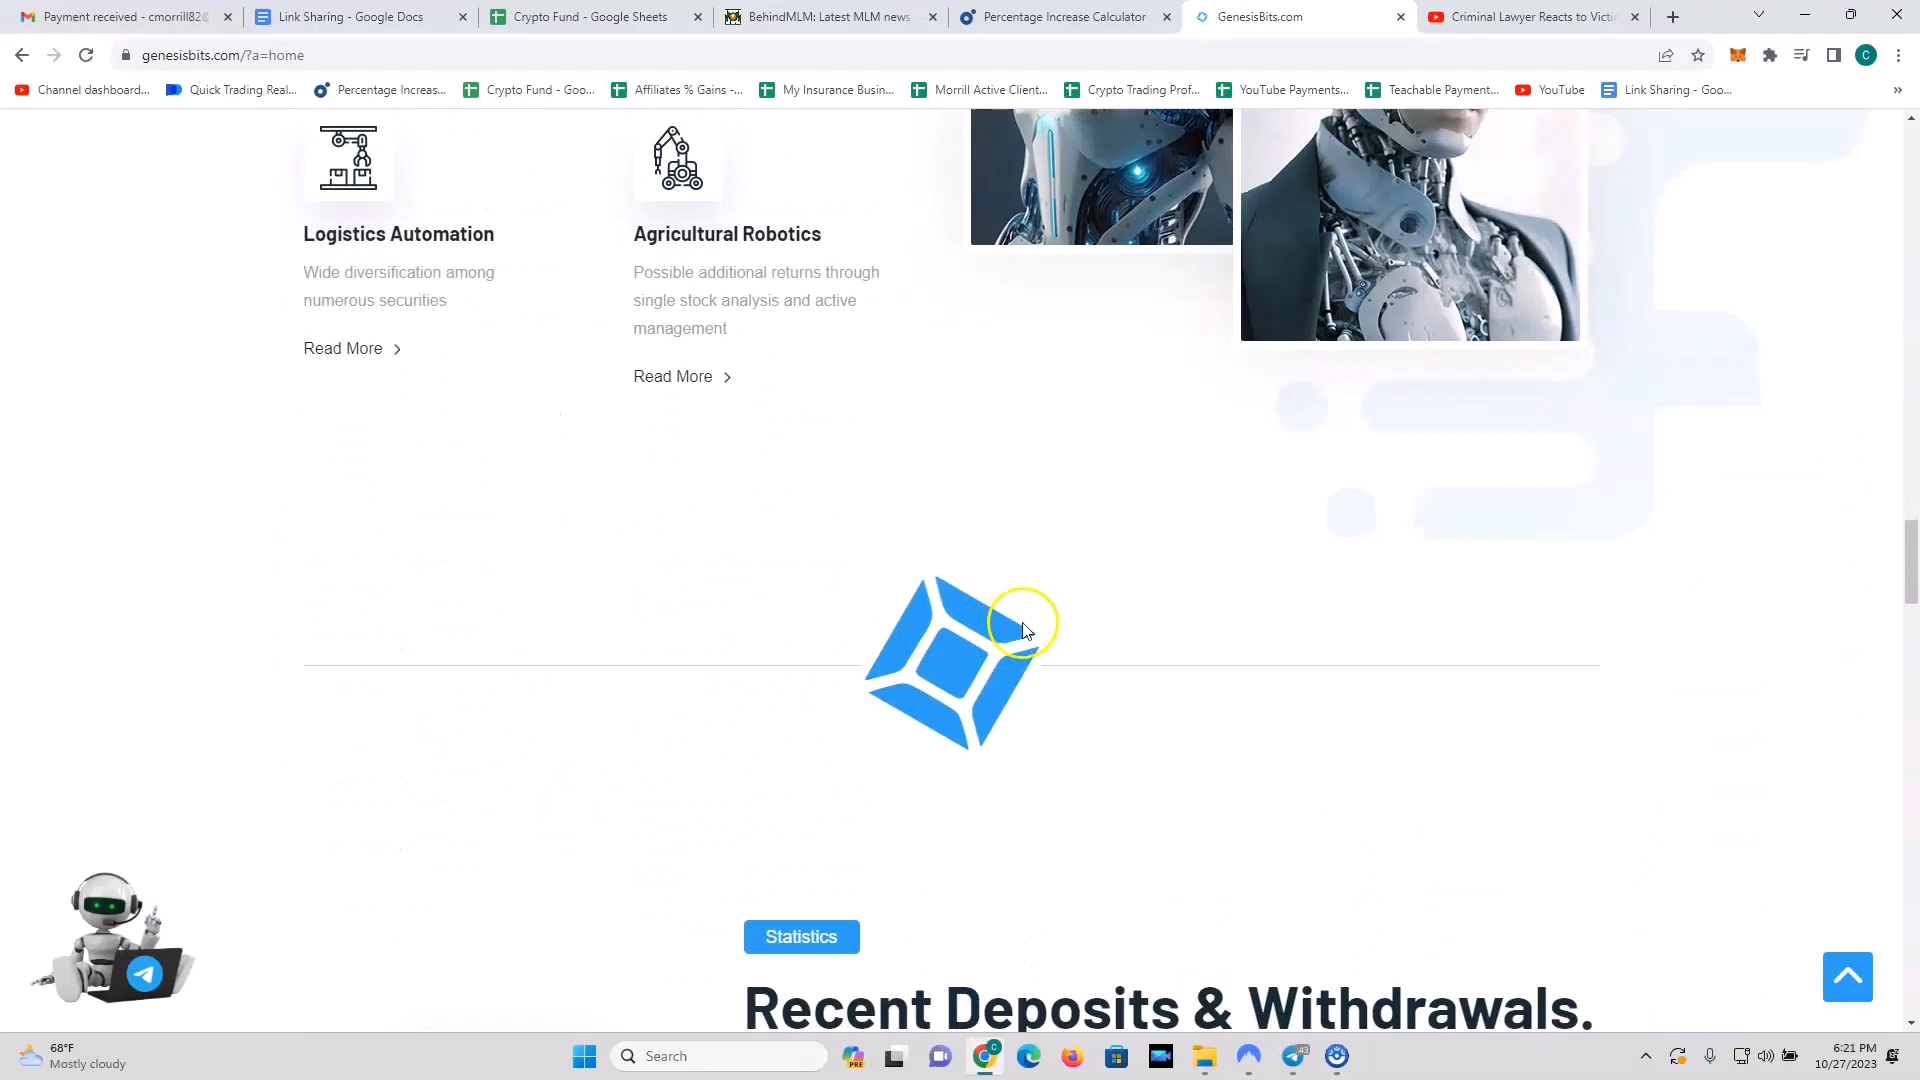 Payment received - cmorrill82@
Link Sharing - Google Docs
Crypto Fund - Google Sheets
BehindMLM: Latest MLM news
Percentage Increase Calculator
GenesisBits.com
Criminal Lawyer Reacts to Victi
genesisbits.com/?a=home
C
Channel dashboard...
Quick Trading Real...
Percentage Increas...
Crypto Fund - Goo...
Affiliates % Gains -...
My Insurance Busin...
Morrill Active Client...
Crypto Trading Prof...
YouTube Payments...
Teachable Payment...
YouTube
Link Sharing - Goo...
»
Logistics Automation
Wide diversification among
numerous securities
Read More >
Agricultural Robotics
Possible additional returns through
single stock analysis and active
management
Read More >
Statistics
Recent Deposits & Withdrawals.
68°F
Mostly cloudy
Search
PRE
C
43
6:21 PM
10/27/2023